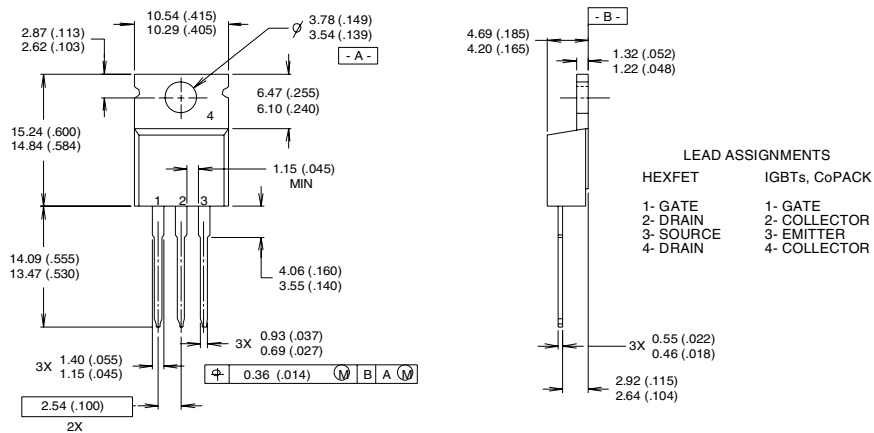 10.54 (.415)
10.29 (.405)
2.87 (.113)
2.62 (.103)
ø 3.78 (.149)
3.54 (.139)
- A -
4
6.47 (.255)
6.10 (.240)
15.24 (.600)
14.84 (.584)
1.15 (.045)
MIN
1 2 3
14.09 (.555)
13.47 (.530)
4.06 (.160)
3.55 (.140)
3X 0.93 (.037)
0.69 (.027)
3X 1.40 (.055)
1.15 (.045)
0.36 (.014) Ⓜ B A Ⓜ
2.54 (.100)
2X
- B -
4.69 (.185)
4.20 (.165)
1.32 (.052)
1.22 (.048)
3X 0.55 (.022)
0.46 (.018)
2.92 (.115)
2.64 (.104)
LEAD ASSIGNMENTS
HEXFET
1- GATE
2- DRAIN
3- SOURCE
4- DRAIN
IGBTs, CoPACK
1- GATE
2- COLLECTOR
3- EMITTER
4- COLLECTOR